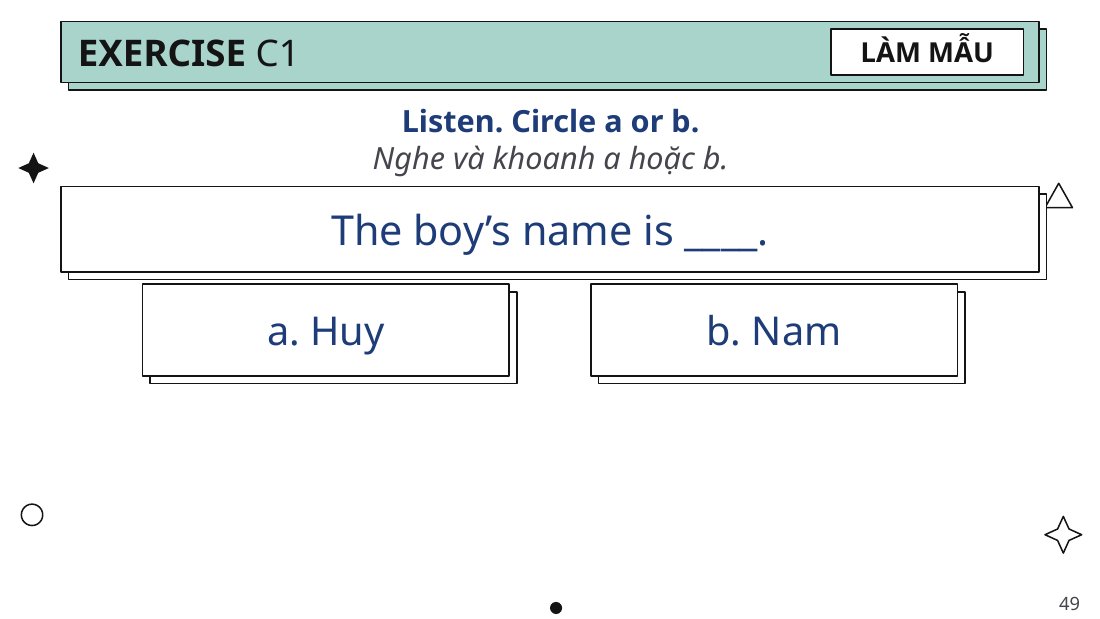 EXERCISE C1
LÀM MẪU
Listen. Circle a or b.
Nghe và khoanh a hoặc b.
The boy’s name is ____.
a. Huy
b. Nam
49